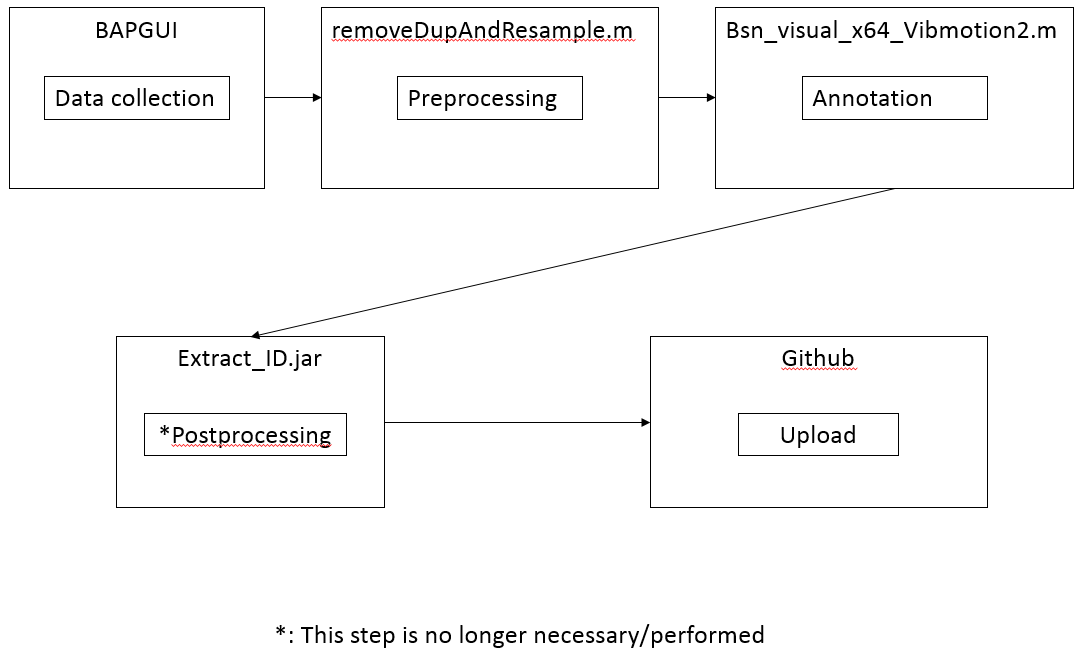 BAPGUI
Data collection
removeDupAndResample.m
Preprocessing
Bsn_visual_x64_Vibmotion2.m
Annotation
Extract_ID.jar
*Postprocessing
Github
Upload
*: This step is no longer necessary/performed